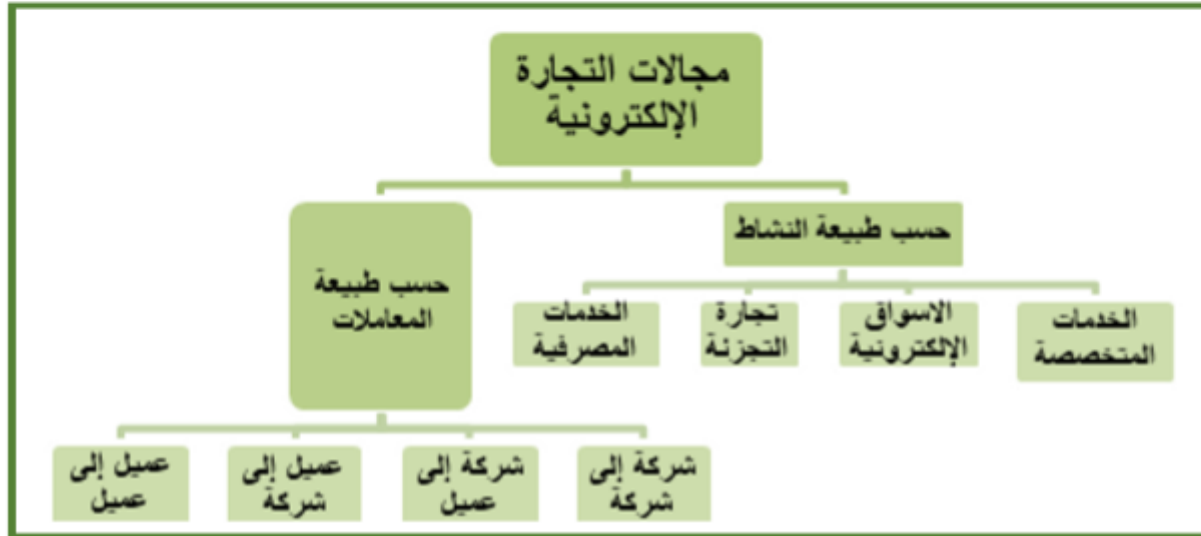 مجالات التجارة
الإلكترونية
حسب طبيعة النشاط
الخدمات
المتخصصة
الاسواق
الإلكترونية
تجارة
التجزئة
الخدمات
المصرفية
حسب طبيعة
المعاملات
شركة إلى
شركة
شركة إلى
عميل
عميل إلى
شركة
عميل إلى
عميل